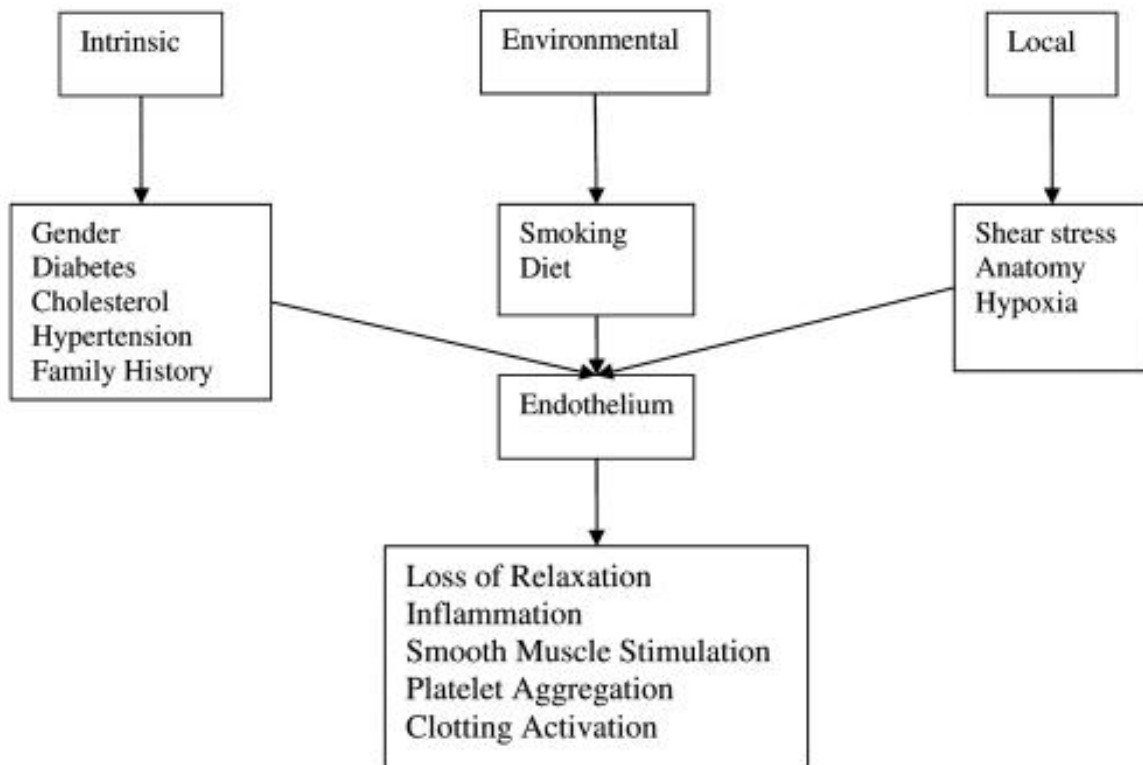 Intrinsic
Environmental
Local
Gender
Diabetes
Cholesterol
Hypertension
Family History
Smoking
Diet
Shear stress
Anatomy
Hypoxia
Endothelium
Loss of Relaxation
Inflammation
Smooth Muscle Stimulation
Platelet Aggregation
Clotting Activation